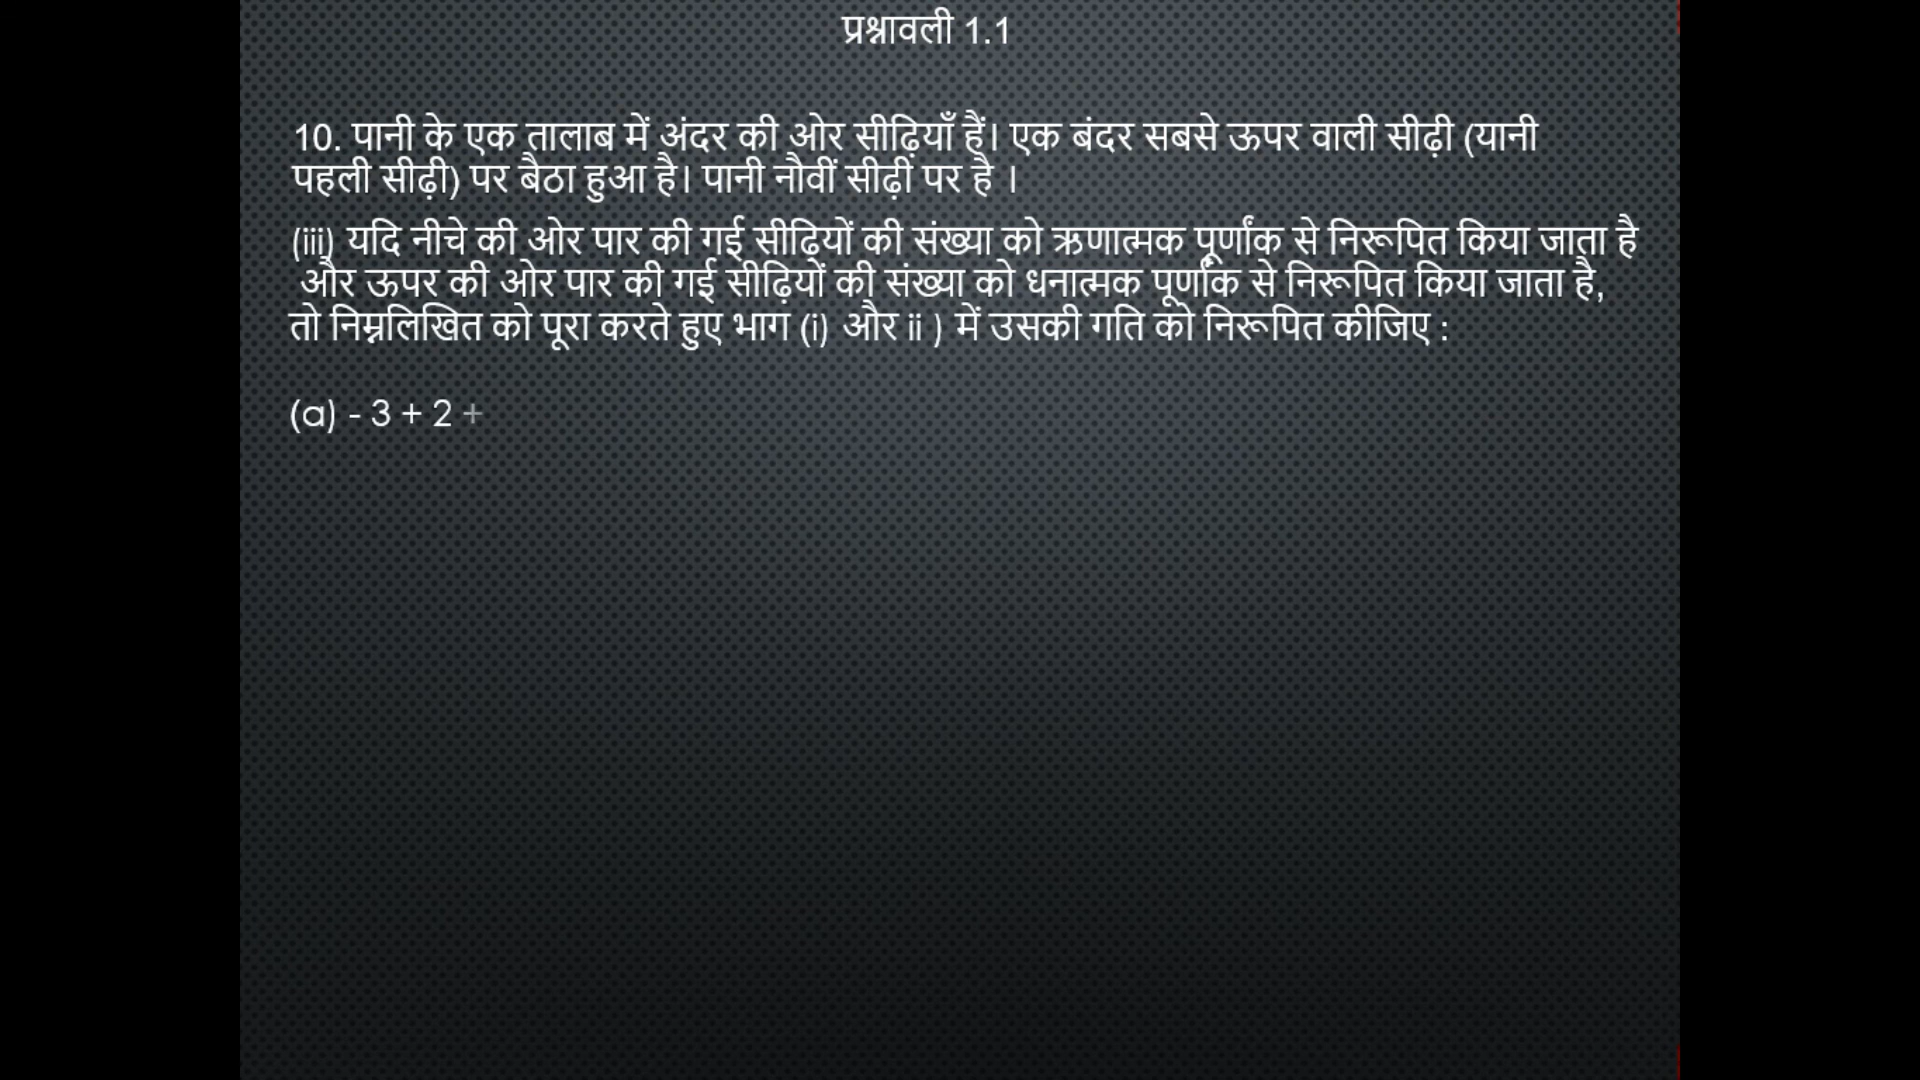 प्रश्नावली 1.1
10. पानी के एक तालाब में अंदर की ओर सीढ़ियाँ हैं। एक बंदर सबसे ऊपर वाली सीढ़ी (यानी
पहली सीढ़ी) पर बैठा हुआ है। पानी नौवीं सीढ़ी पर है ।
(iii) यदि नीचे की ओर पार की गई सीढ़ियों की संख्या को ऋणात्मक पूर्णांक से निरूपित किया जाता है
और ऊपर की ओर पार की गई सीढ़ियों की संख्या को धनात्मक पूर्णांक से निरूपित किया जाता है,
तो निम्नलिखित को पूरा करते हुए भाग (i) और ii ) में उसकी गति को निरूपित कीजिए :
(a) - 3 + 2 +